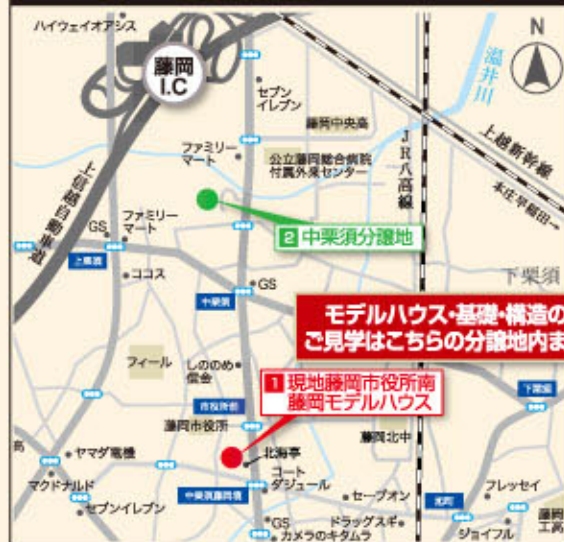 ハイウェイオアシス
藤岡
I.C
セブン
イレブン
N
温井川
藤岡中央高
ファミリー
マート
公立藤岡総合病院
付属外来センター
JR八高線
上越新幹線
本庄早稲田→
上信越自動車道
2 中栗須分譲地
GS
ファミリー
マート
上栗須
ココス
GS
中栗須
下栗須
モデルハウス・基礎・構造の
ご見学はこちらの分譲地内ま
フィール
しののめ
信金
1 現地藤岡市役所南
藤岡モデルハウス
市役所前
下栗須
藤岡市役所
藤岡北中
高
ヤマダ電機
北海亭
マクドナルド
コート
ダジュール
中栗須藤岡境
セーブオン
フレッセイ
セブンイレブン
GS
カメラのキタムラ
ドラッグスギ
ジョイフル
藤岡
工高